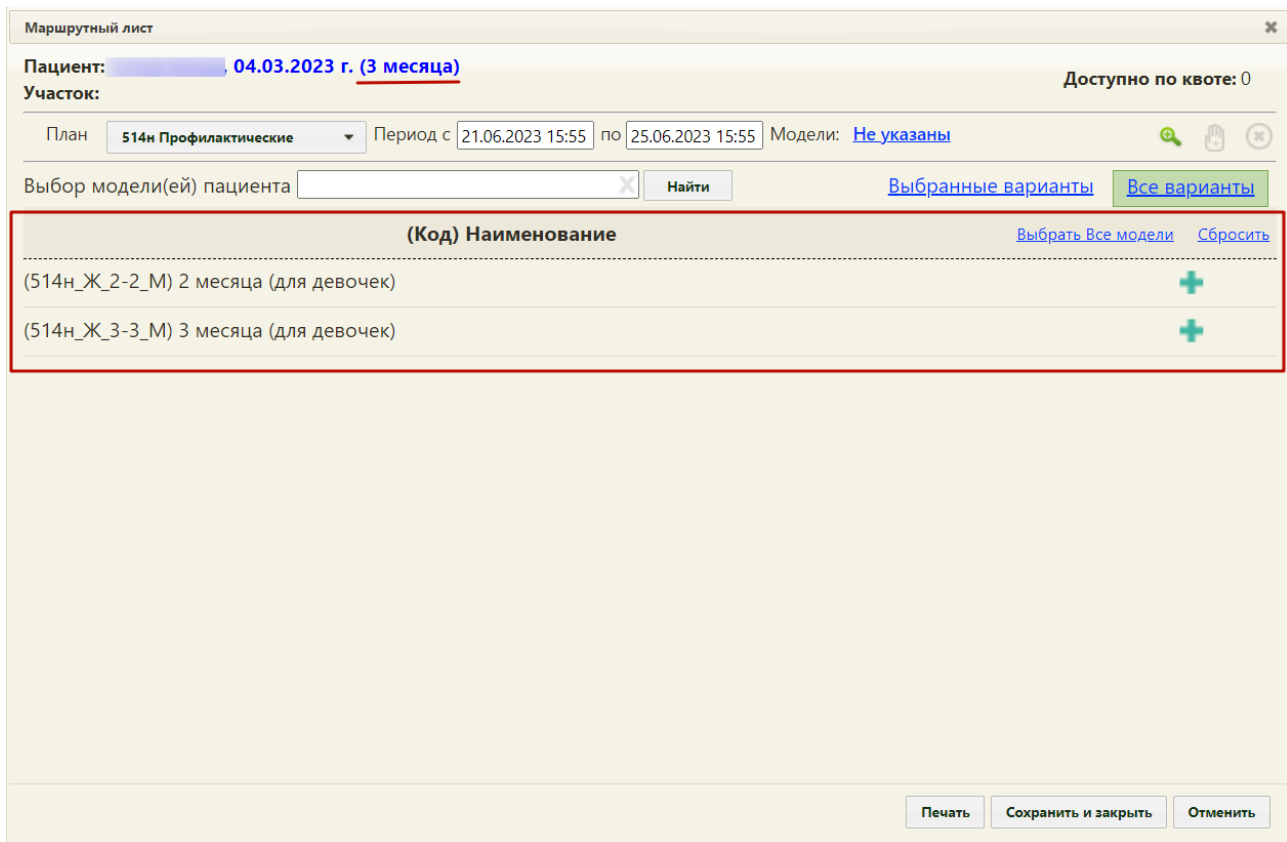 Маршрутный лист
Пациент: , 04.03.2023 г. (3 месяца)
Доступно по квоте: 0
Участок:
План 514н Профилактические Период с 21.06.2023 15:55 по 25.06.2023 15:55 Модели: Не указаны
Выбор модели(ей) пациента X Найти Выбранные варианты Все варианты
(Код) Наименование Выбрать Все модели Сбросить
(514н_Ж_2-2_М) 2 месяца (для девочек)
(514н_Ж_3-3_М) 3 месяца (для девочек)
Печать Сохранить и закрыть Отменить